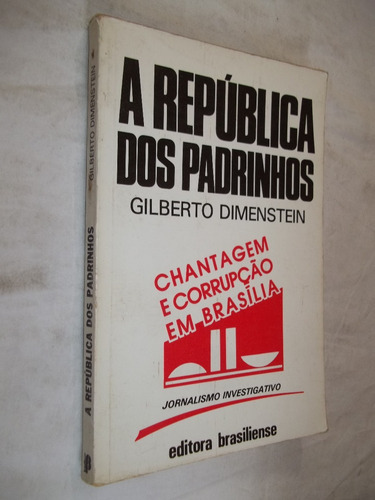 A REPÚBLICA
DOS PADRINHOS
GILBERTO DIMENSTEIN
CHANTAGEM
E CORRUPÇÃO
EM BRASÍLIA
JORNALISMO INVESTIGATIVO
editora brasiliense
GILBERTO DIMENSTEIN
A REPÚBLICA DOS PADRINHOS